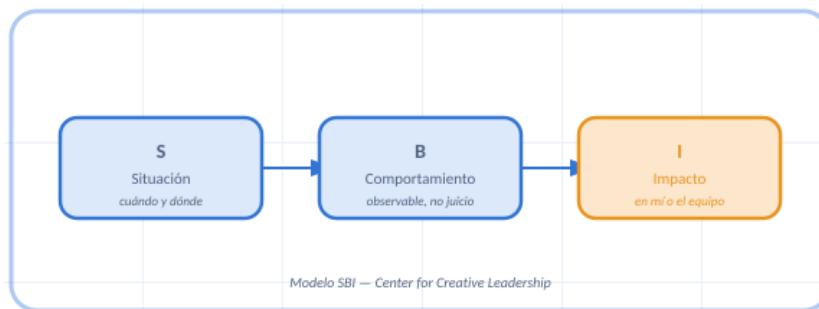 S
Situación
cuándo y dónde
B
Comportamiento
observable, no juicio
I
Impacto
en mí o el equipo
Modelo SBI — Center for Creative Leadership